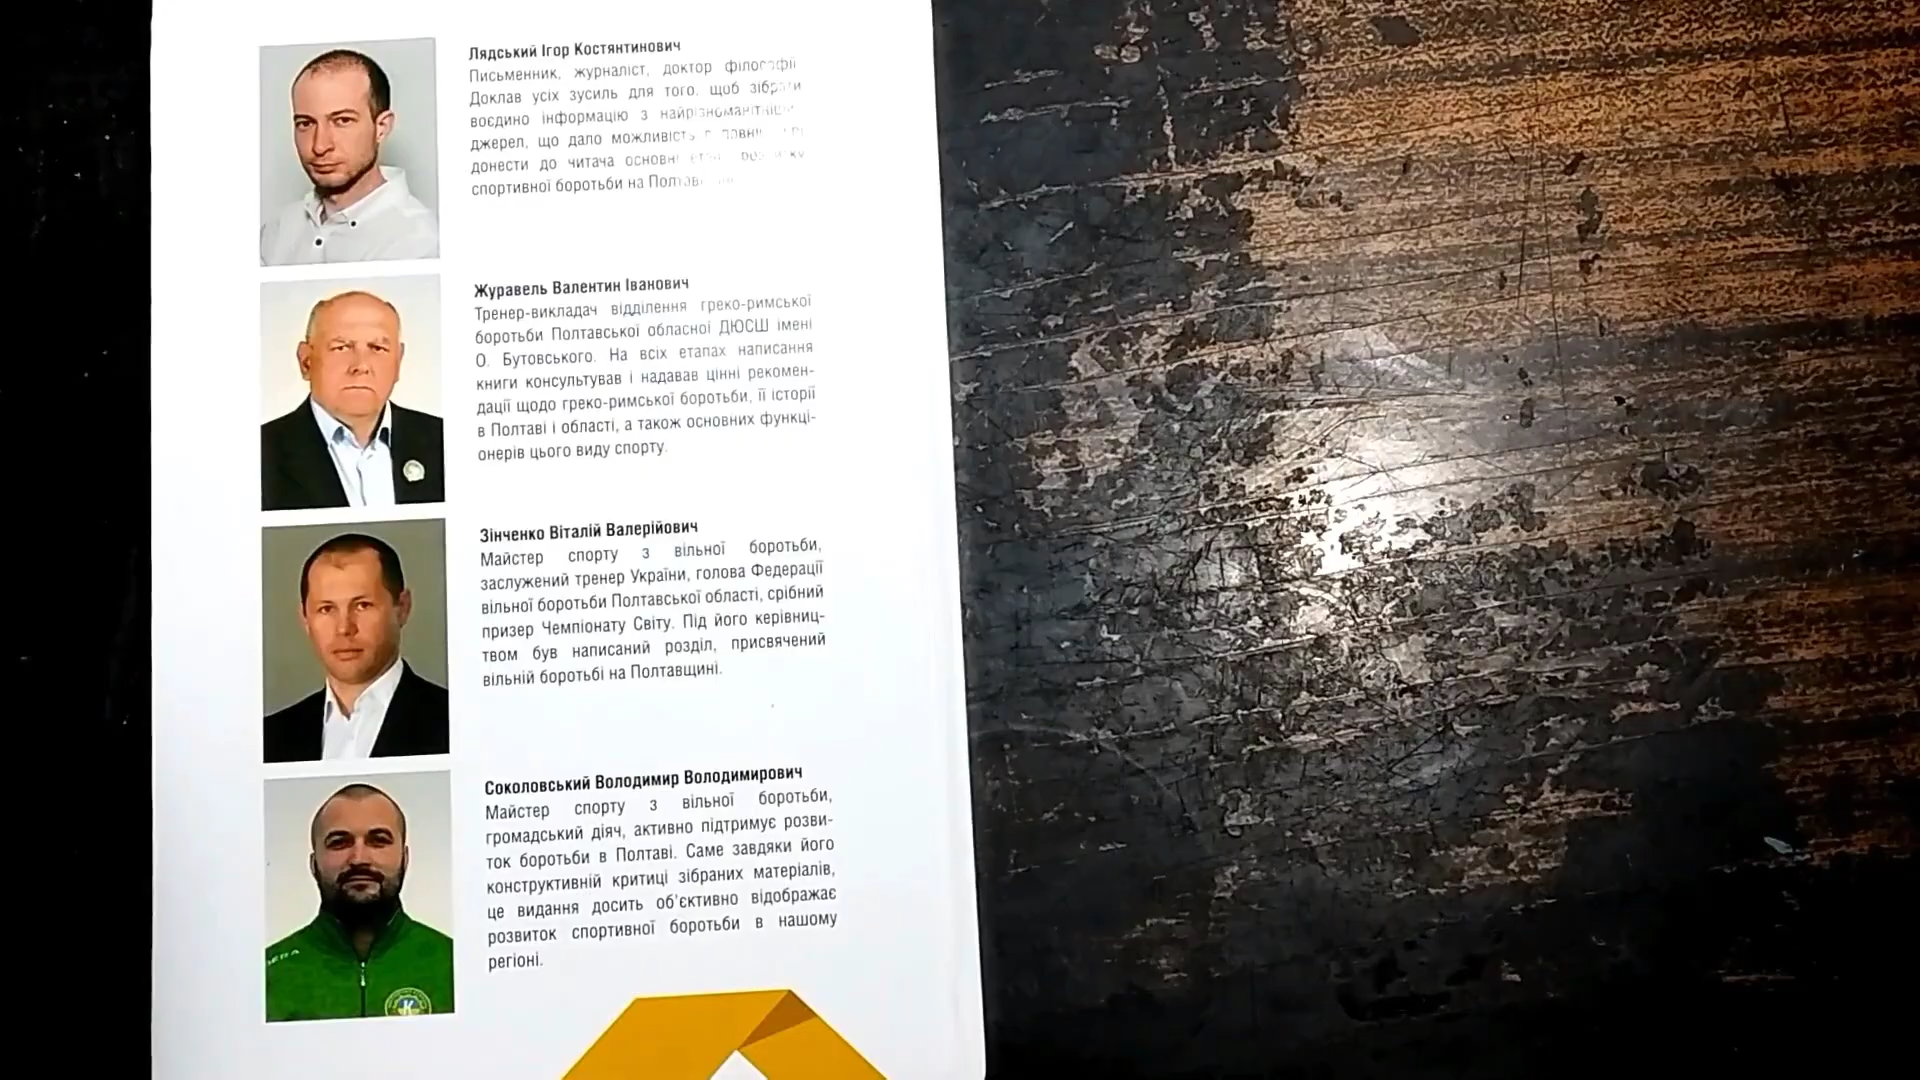 Лядський Ігор Костянтинович
Письменник, журналіст, доктор філософії
Доклав усіх зусиль для того, щоб зібрати
воєдино інформацію з
джерел, що дало можливість
донести до читача основні
спортивної боротьби на
Журавель Валентин Іванович
Тренер-викладач відділення греко-римської
боротьби Полтавської обласної ДЮСШ імені
О. Бутовського. На всіх етапах написання
книги консультував і надавав цінні рекомен-
дації щодо греко-римської боротьби, її історії
в Полтаві і області, а також основних функці-
онерів цього виду спорту.
Зінченко Віталій Валерійович
Майстер спорту з вільної боротьби,
заслужений тренер України, голова Федерації
вільної боротьби Полтавської області, срібний
призер Чемпіонату Світу. Під його керівниц-
твом був написаний розділ, присвячений
вільній боротьбі на Полтавщині.
Соколовський Володимир Володимирович
Майстер спорту з вільної боротьби,
громадський діяч, активно підтримує розви-
ток боротьби в Полтаві. Саме завдяки його
конструктивній критиці зібраних матеріалів,
це видання досить об'єктивно відображає
розвиток спортивної боротьби в нашому
регіоні.